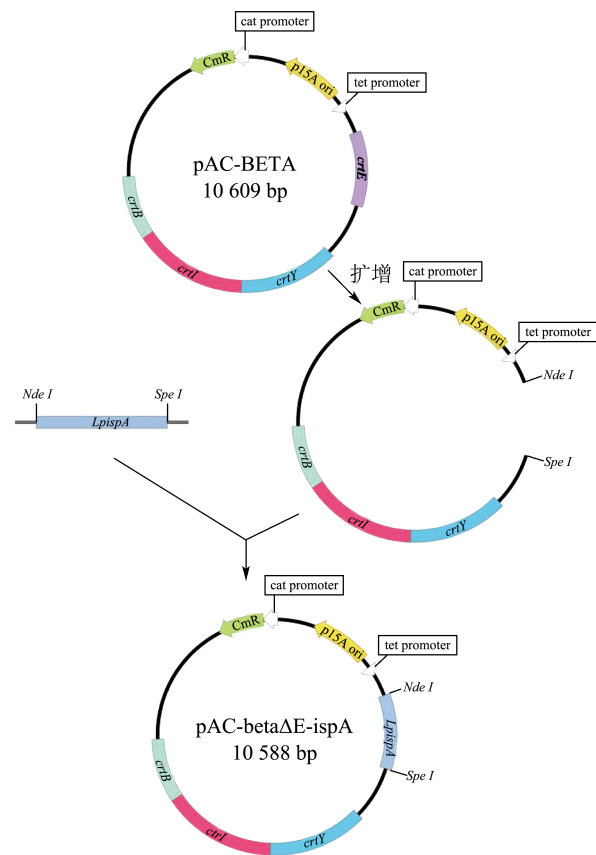 cat promoter
CmR
p15A ori
tet promoter
pAC-BETA
10 609 bp
crtE
crtB
crtI
crtY
扩增
cat promoter
CmR
p15A ori
tet promoter
Nde I
Nde I
Spe I
LpispA
Spe I
crtB
crtI
crtY
cat promoter
CmR
p15A ori
tet promoter
Nde I
pAC-betaΔE-ispA
10 588 bp
LpispA
Spe I
crtB
ctrI
crtY